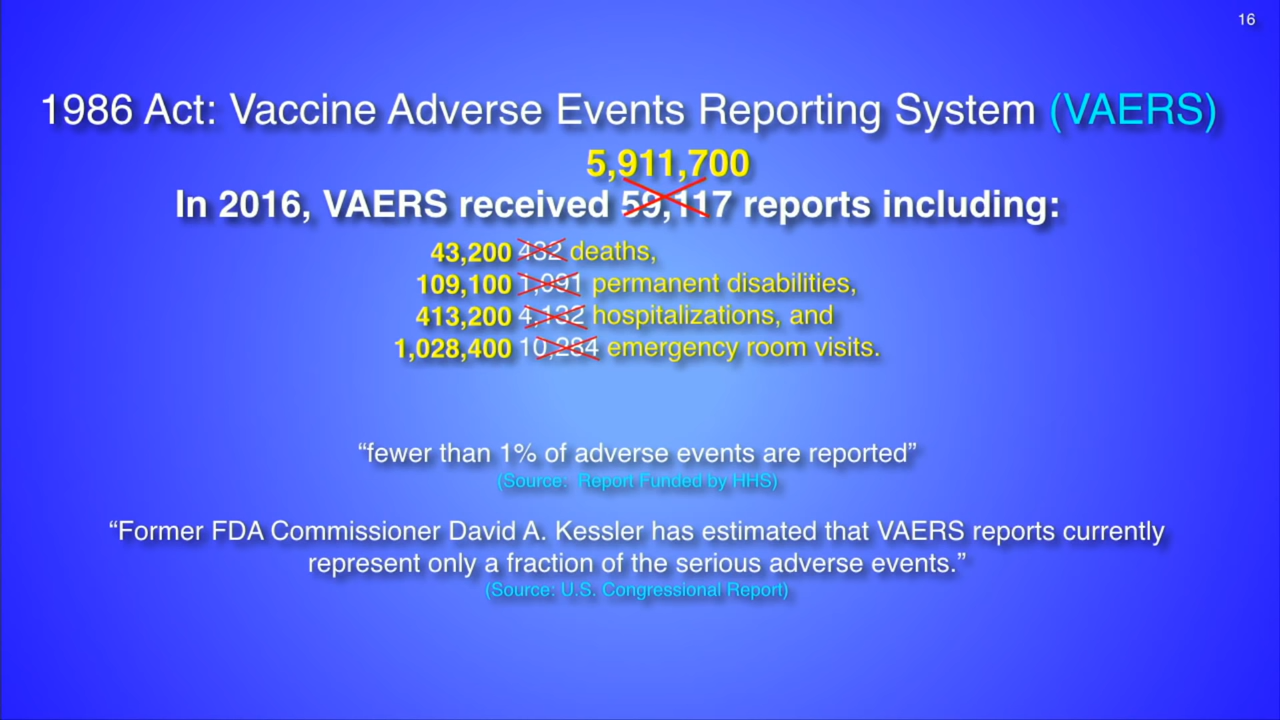 16
1986 Act: Vaccine Adverse Events Reporting System (VAERS)
5,911,700
In 2016, VAERS received 59,117 reports including:
43,200 432 deaths,
109,100 1,091 permanent disabilities,
413,200 4,132 hospitalizations, and
1,028,400 10,284 emergency room visits.
“fewer than 1% of adverse events are reported”
(Source: Report Funded by HHS)
“Former FDA Commissioner David A. Kessler has estimated that VAERS reports currently
represent only a fraction of the serious adverse events.”
(Source: U.S. Congressional Report)